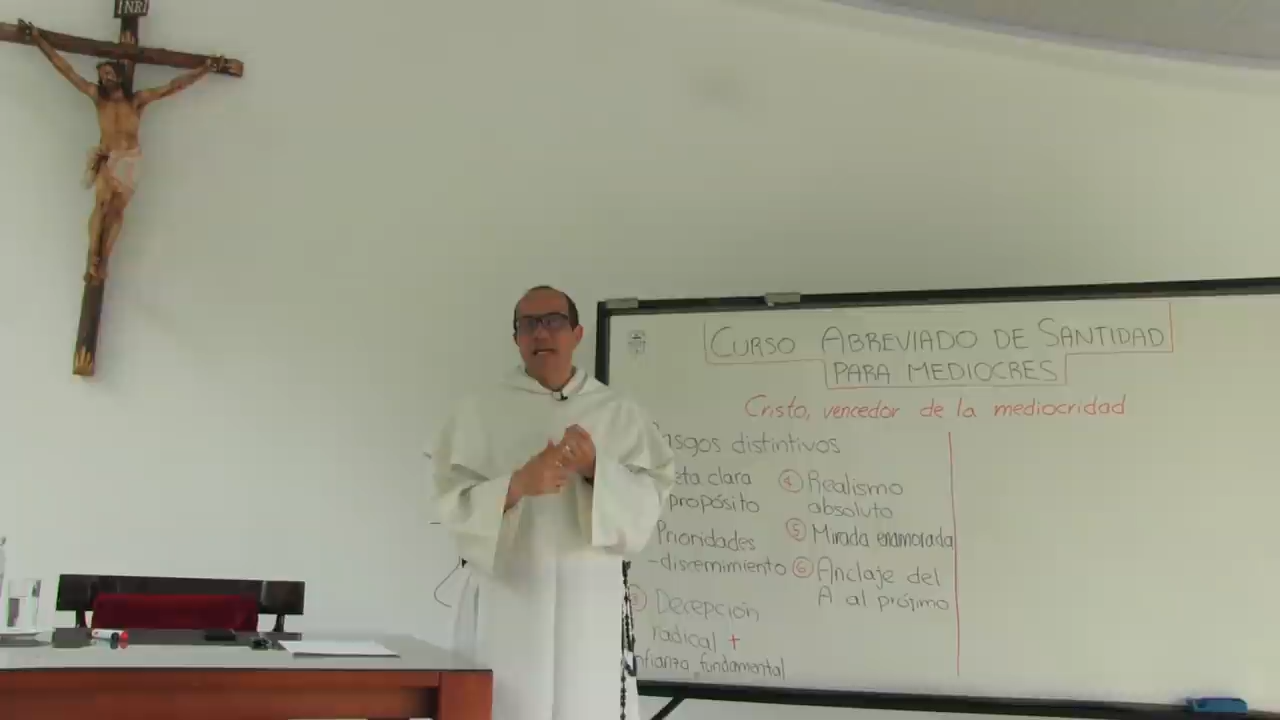 INRI
CURSO ABREVIADO DE SANTIDAD
PARA MEDIOCRES
Cristo, vencedor de la mediocridad
asgos distintivos
eta clara
propósito
Prioridades
-discernimiento
3 Decepción
radical +
nfianza fundamental
4 Realismo
absoluto
5 Mirada enamorada
6 Anclaje del
A al prójimo